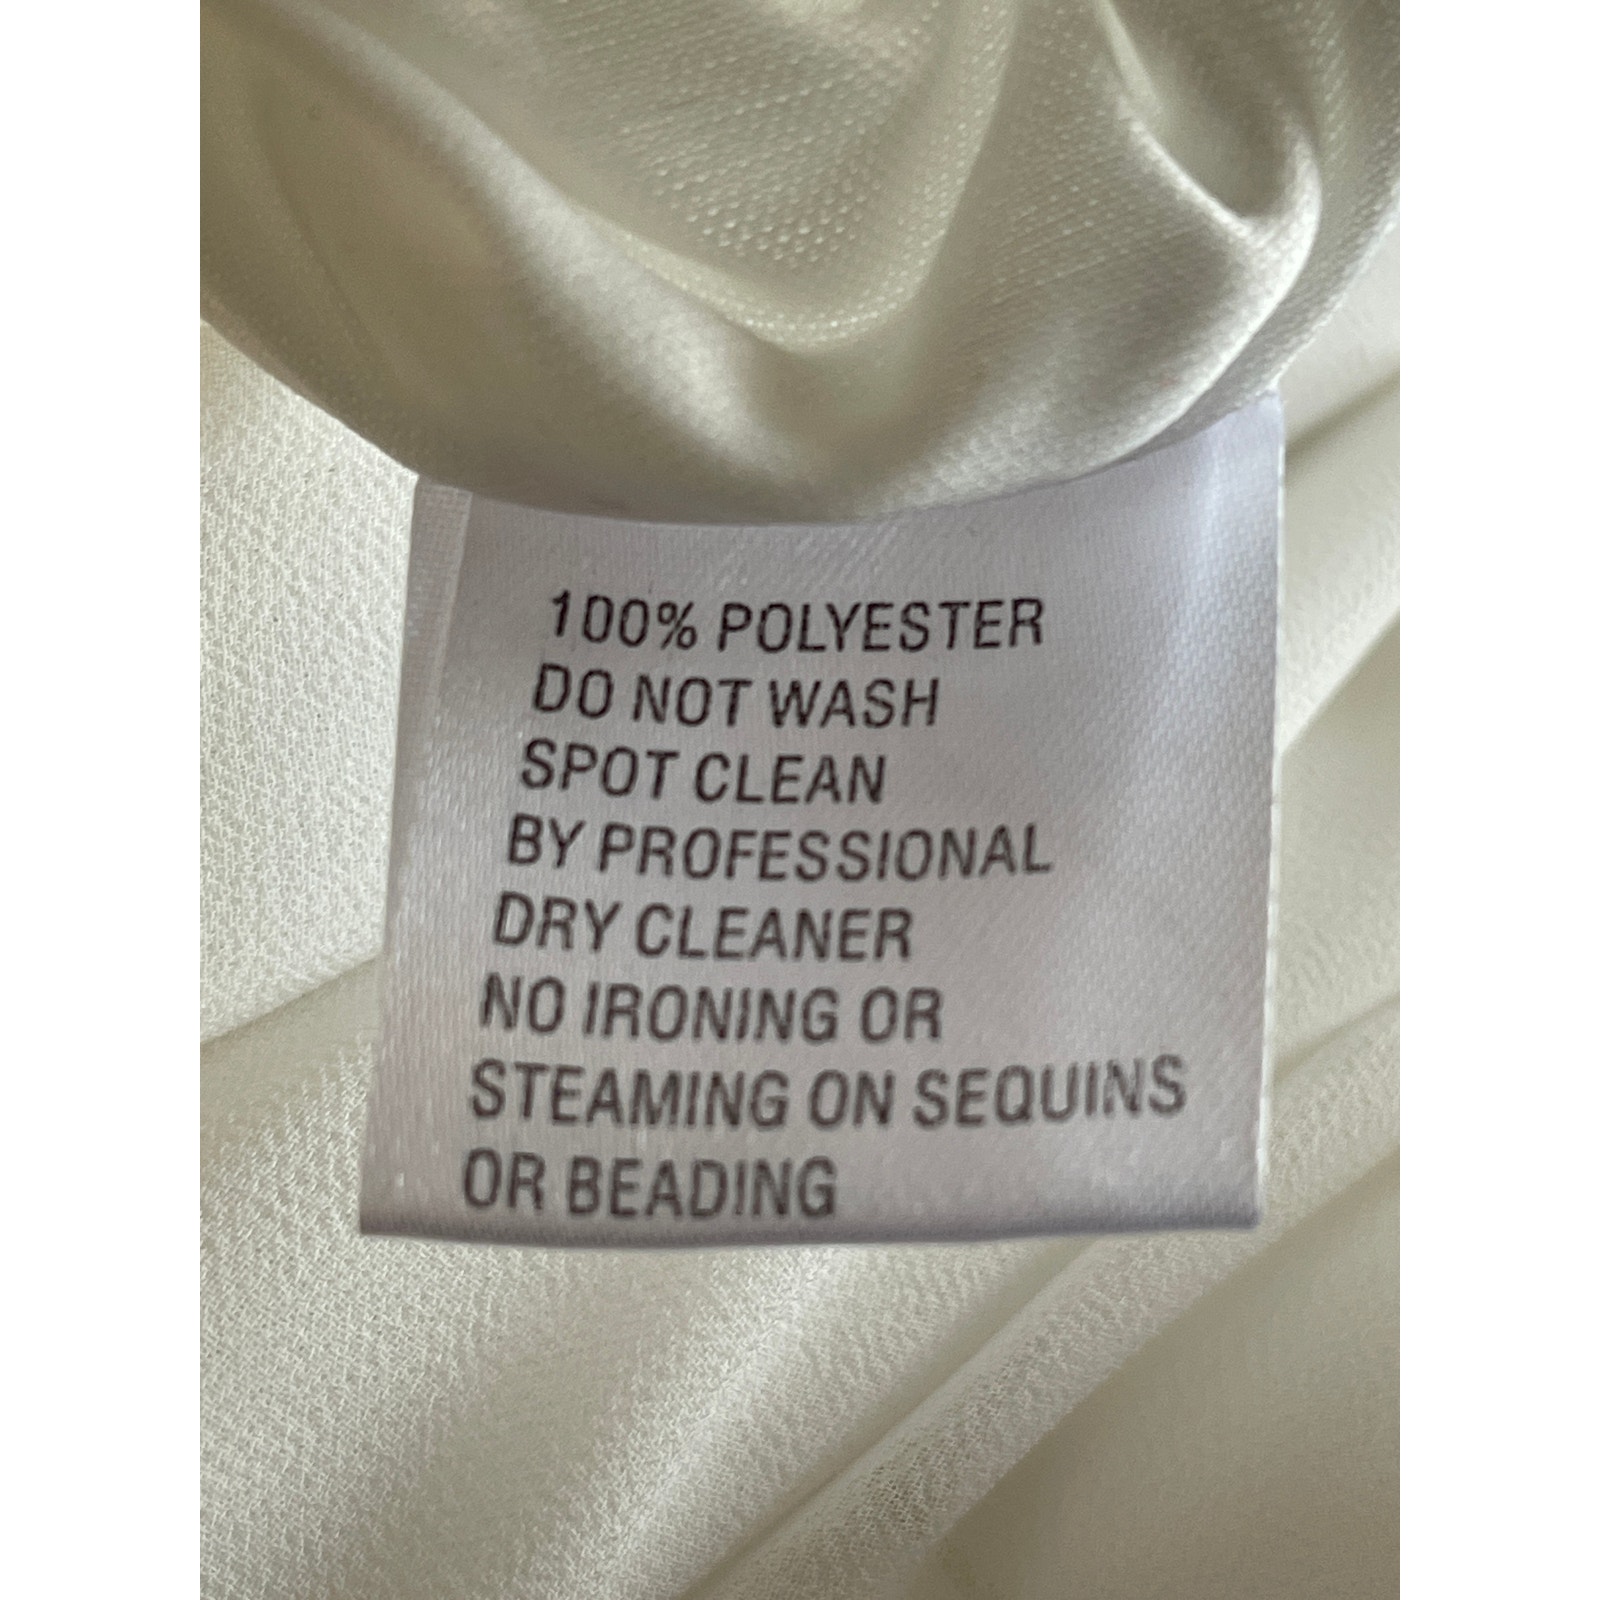 100% POLYESTER
DO NOT WASH
SPOT CLEAN
BY PROFESSIONAL
DRY CLEANER
NO IRONING OR
STEAMING ON SEQUINS
OR BEADING